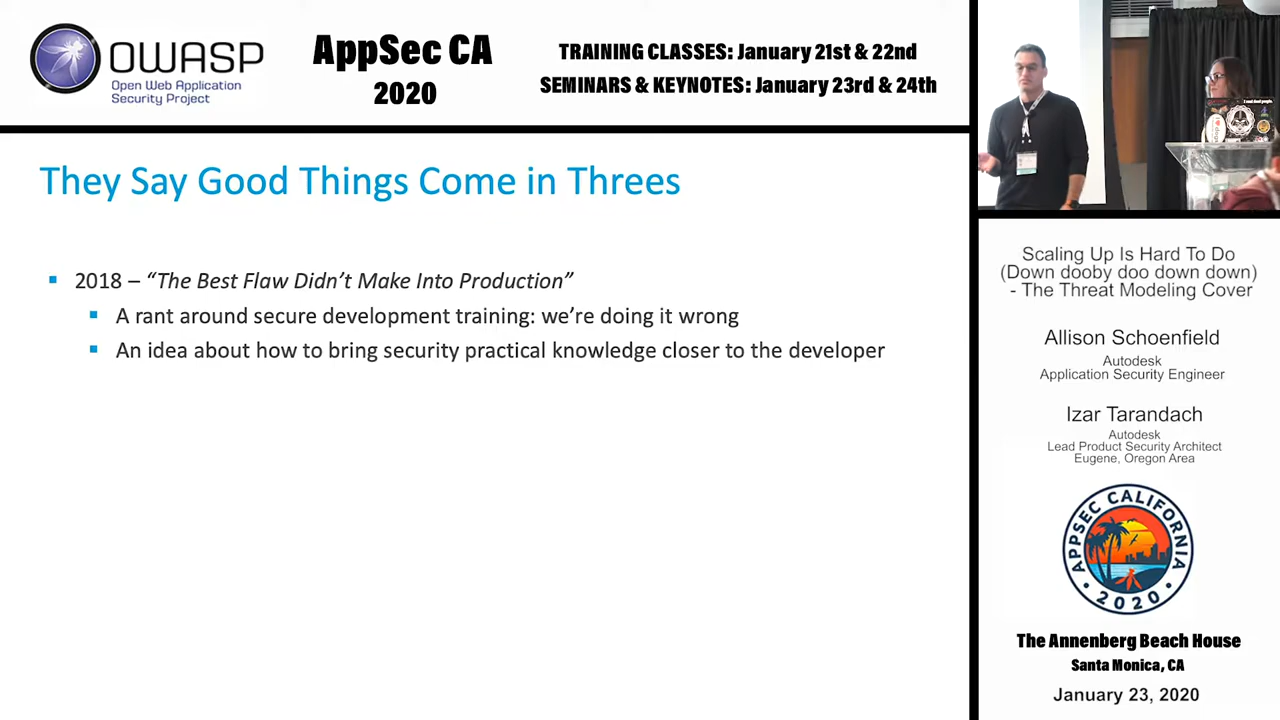 OWASP
Open Web Application
Security Project
AppSec CA
2020
TRAINING CLASSES: January 21st & 22nd
SEMINARS & KEYNOTES: January 23rd & 24th
They Say Good Things Come in Threes
2018 – “The Best Flaw Didn’t Make Into Production”
A rant around secure development training: we’re doing it wrong
An idea about how to bring security practical knowledge closer to the developer
Scaling Up Is Hard To Do
(Down dooby doo down down)
- The Threat Modeling Cover
Allison Schoenfield
Autodesk
Application Security Engineer
Izar Tarandach
Autodesk
Lead Product Security Architect
Eugene, Oregon Area
APPSEC CALIFORNIA
• 2020 •
The Annenberg Beach House
Santa Monica, CA
January 23, 2020